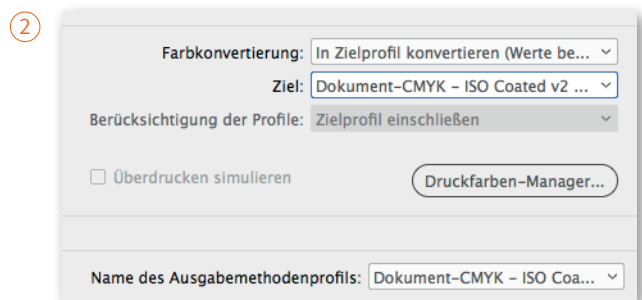 2
Farbkonvertierung: In Zielprofil konvertieren (Werte be...
Ziel: Dokument-CMYK - ISO Coated v2 ...
Berücksichtigung der Profile: Zielprofil einschließen
Überdrucken simulieren Druckfarben-Manager...
Name des Ausgabemethodenprofils: Dokument-CMYK - ISO Coa...